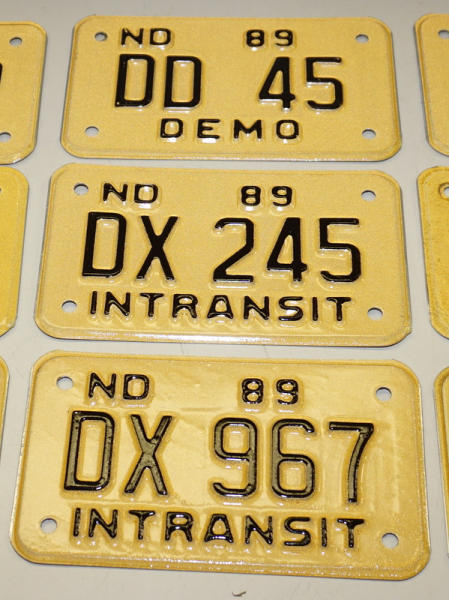 ND 89
DD 45
DEMO
ND 89
DX 245
INTRANSIT
ND 89
DX 967
INTRANSIT